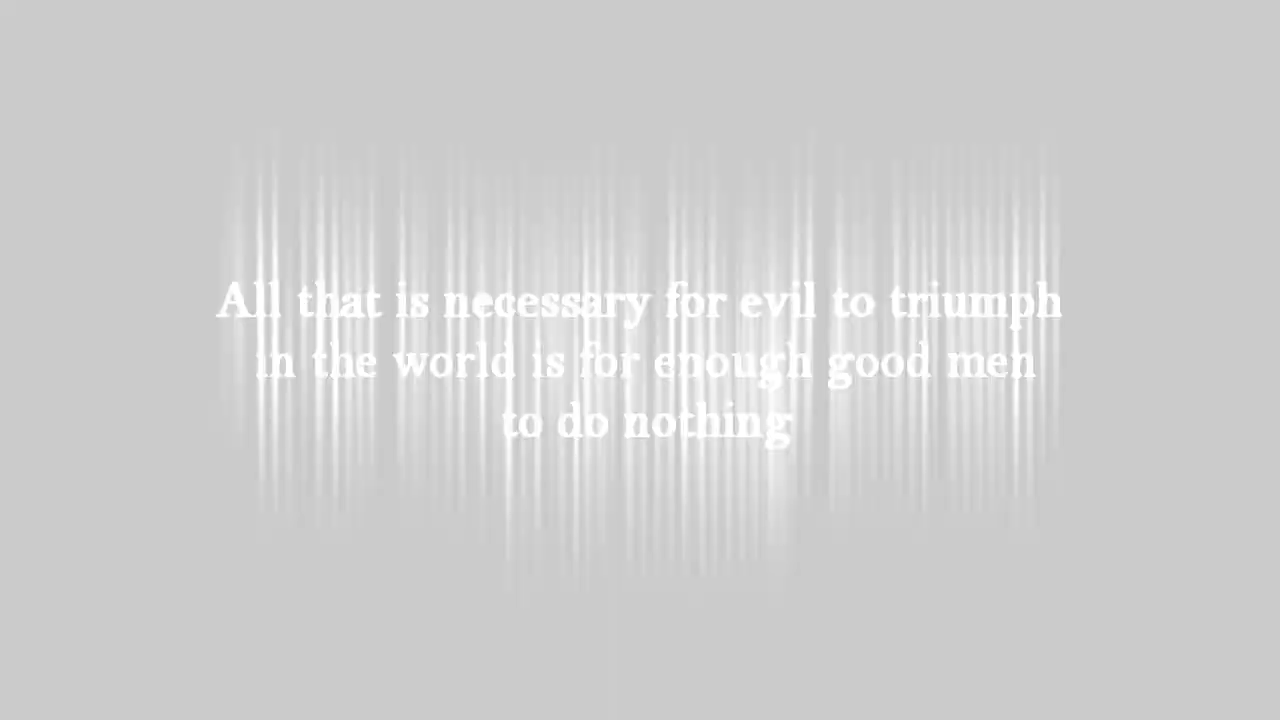 All that is necessary for evil to triumph
in the world is for enough good men
to do nothing